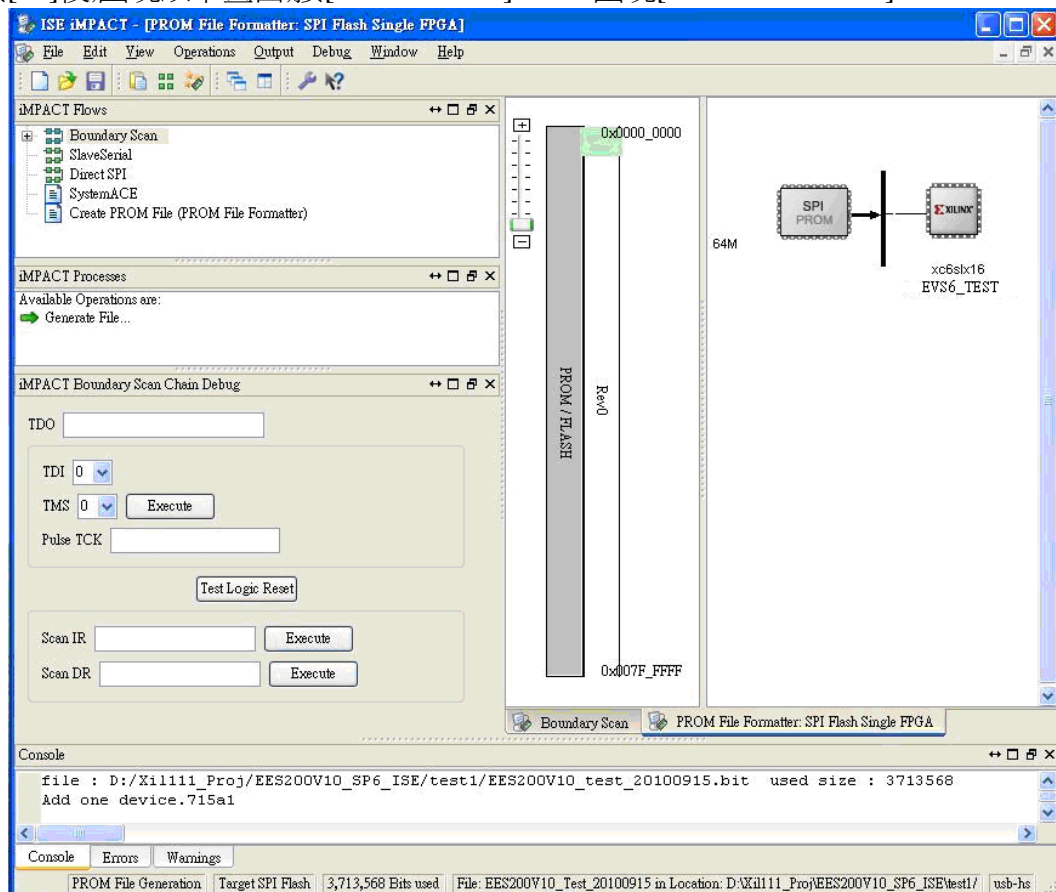 ISE iMPACT - [PROM File Formatter: SPI Flash Single FPGA]
File Edit View Operations Output Debug Window Help
iMPACT Flows
Boundary Scan
SlaveSerial
Direct SPI
SystemACE
Create PROM File (PROM File Formatter)
iMPACT Processes
Available Operations are:
Generate File...
iMPACT Boundary Scan Chain Debug
TDO
TDI 0
TMS 0 Execute
Pulse TCK
Test Logic Reset
Scan IR Execute
Scan DR Execute
0x0000_0000
PROM / FLASH
Rev0
0x007F_FFFF
64M
SPI
PROM
XILINX
xc6slx16
EVS6_TEST
Boundary Scan PROM File Formatter: SPI Flash Single FPGA
Console
file : D:/Xil111_Proj/EES200V10_SP6_ISE/test1/EES200V10_test_20100915.bit used size : 3713568
Add one device.715a1
Console Errors Warnings
PROM File Generation Target SPI Flash 3,713,568 Bits used File: EES200V10_Test_20100915 in Location: D:\Xil111_Proj\EES200V10_SP6_ISE\test1/ usb-hs